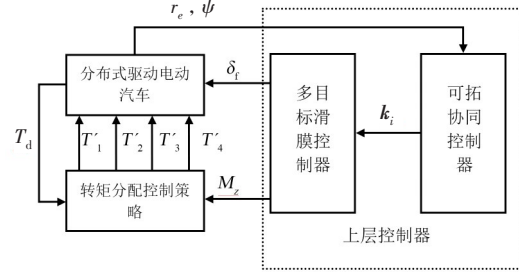 r_e , ψ
分布式驱动电动
汽车
δ_f
多目
标滑
膜控
制器
可拓
协同
控制
器
k_i
T_d
T′_1 T′_2 T′_3 T′_4
转矩分配控制策
略
M_z
上层控制器